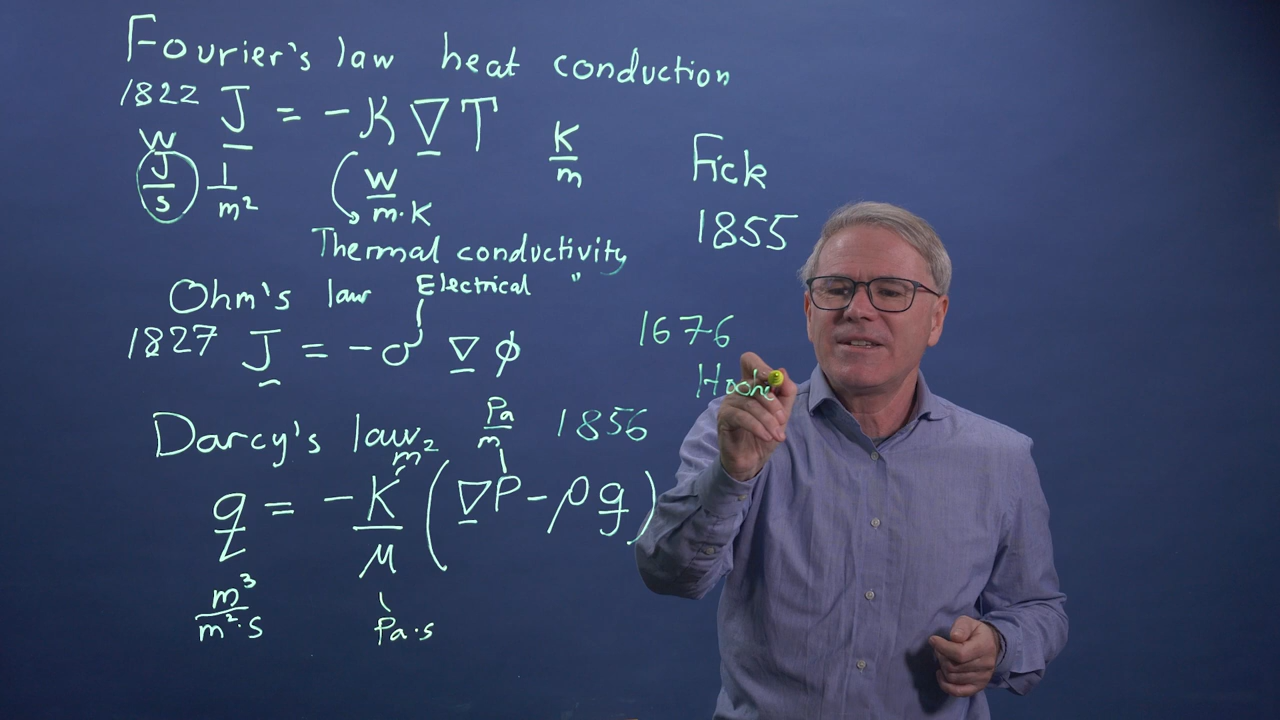 Fourier's law heat conduction
1822 J = -K ∇T
W
J/s 1/m² W/m·K K/m
Thermal conductivity
Fick
1855
Ohm's law Electrical "
1827 J = -σ ∇φ
1676
Hooke
Darcy's law 1856
m² Pa/m
q = -K/μ (∇P - ρg)
m³/m²·s Pa·s